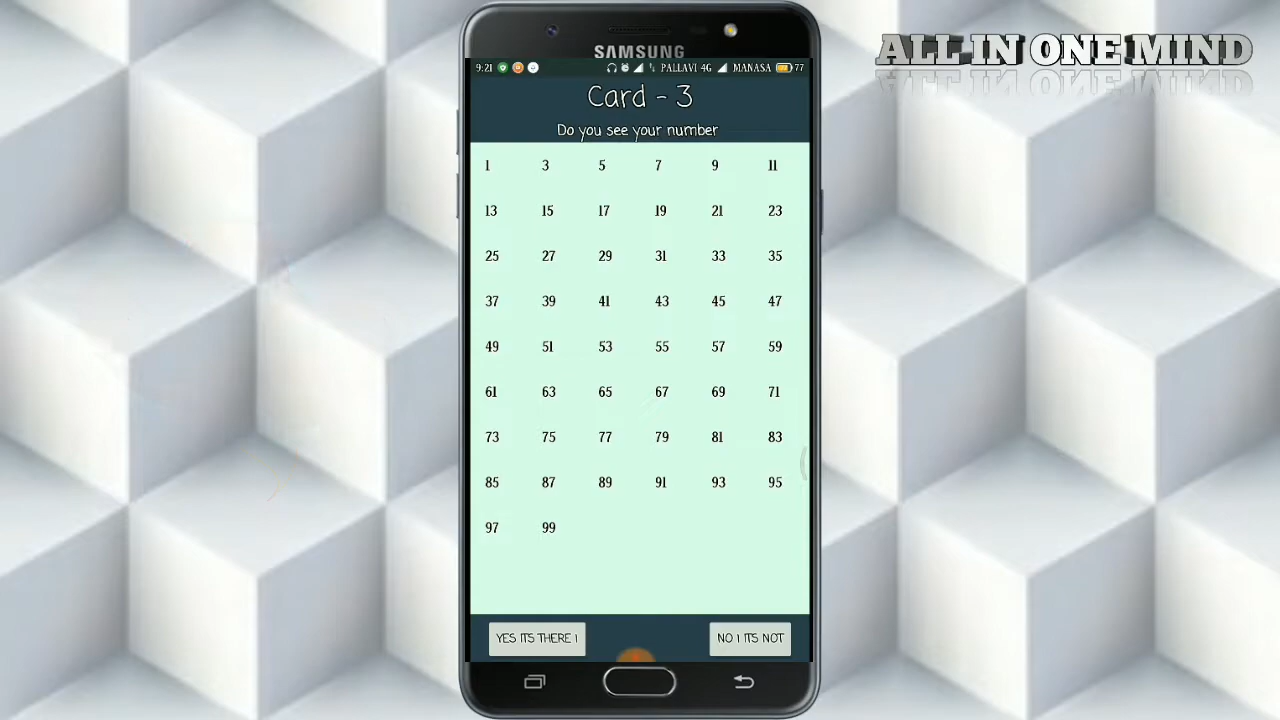 ALL IN ONE MIND
SAMSUNG
9:21 PALLAVI 4G MANASA 77
Card - 3
Do you see your number
1 3 5 7 9 11
13 15 17 19 21 23
25 27 29 31 33 35
37 39 41 43 45 47
49 51 53 55 57 59
61 63 65 67 69 71
73 75 77 79 81 83
85 87 89 91 93 95
97 99
YES ITS THERE ! NO ! ITS NOT